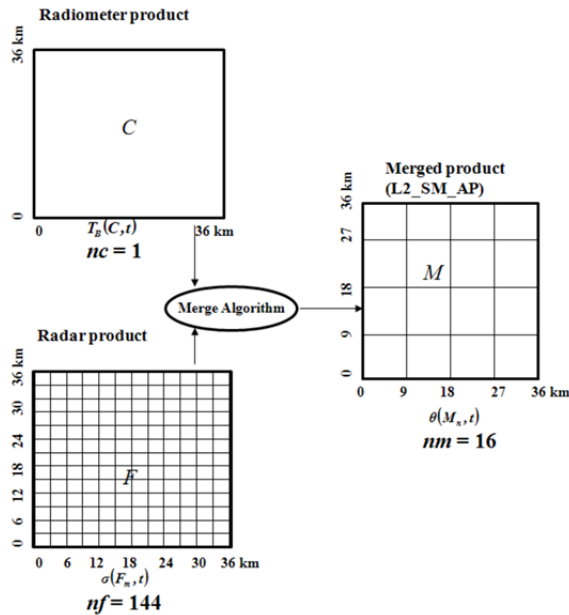 Radiometer product
36 km
C
0
0 36 km
T_B(C,t)
nc = 1
Merge Algorithm
Merged product
(L2_SM_AP)
36 km
27
18
9
0
M
0 9 18 27 36 km
θ(M_n,t)
nm = 16
Radar product
36 km
30
24
18
12
6
0
F
0 6 12 18 24 30 36 km
σ(F_n,t)
nf = 144